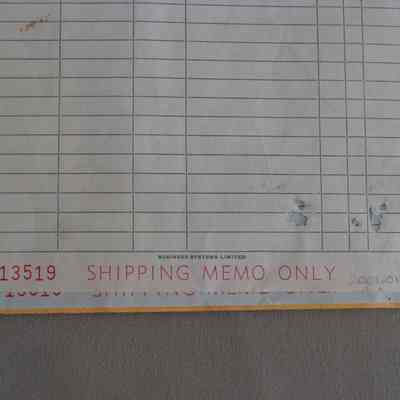 BUSINESS SYSTEMS LIMITED
13519 SHIPPING MEMO ONLY